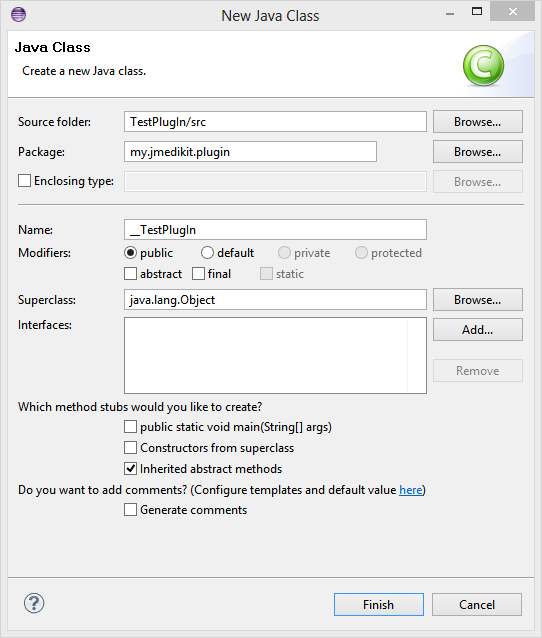 New Java Class
Java Class
Create a new Java class.
C
Source folder: TestPlugIn/src Browse...
Package: my.jmedikit.plugin Browse...
Enclosing type: Browse...
Name: __TestPlugIn
Modifiers: public default private protected
abstract final static
Superclass: java.lang.Object Browse...
Interfaces: Add...
Remove
Which method stubs would you like to create?
public static void main(String[] args)
Constructors from superclass
Inherited abstract methods
Do you want to add comments? (Configure templates and default value here)
Generate comments
? Finish Cancel